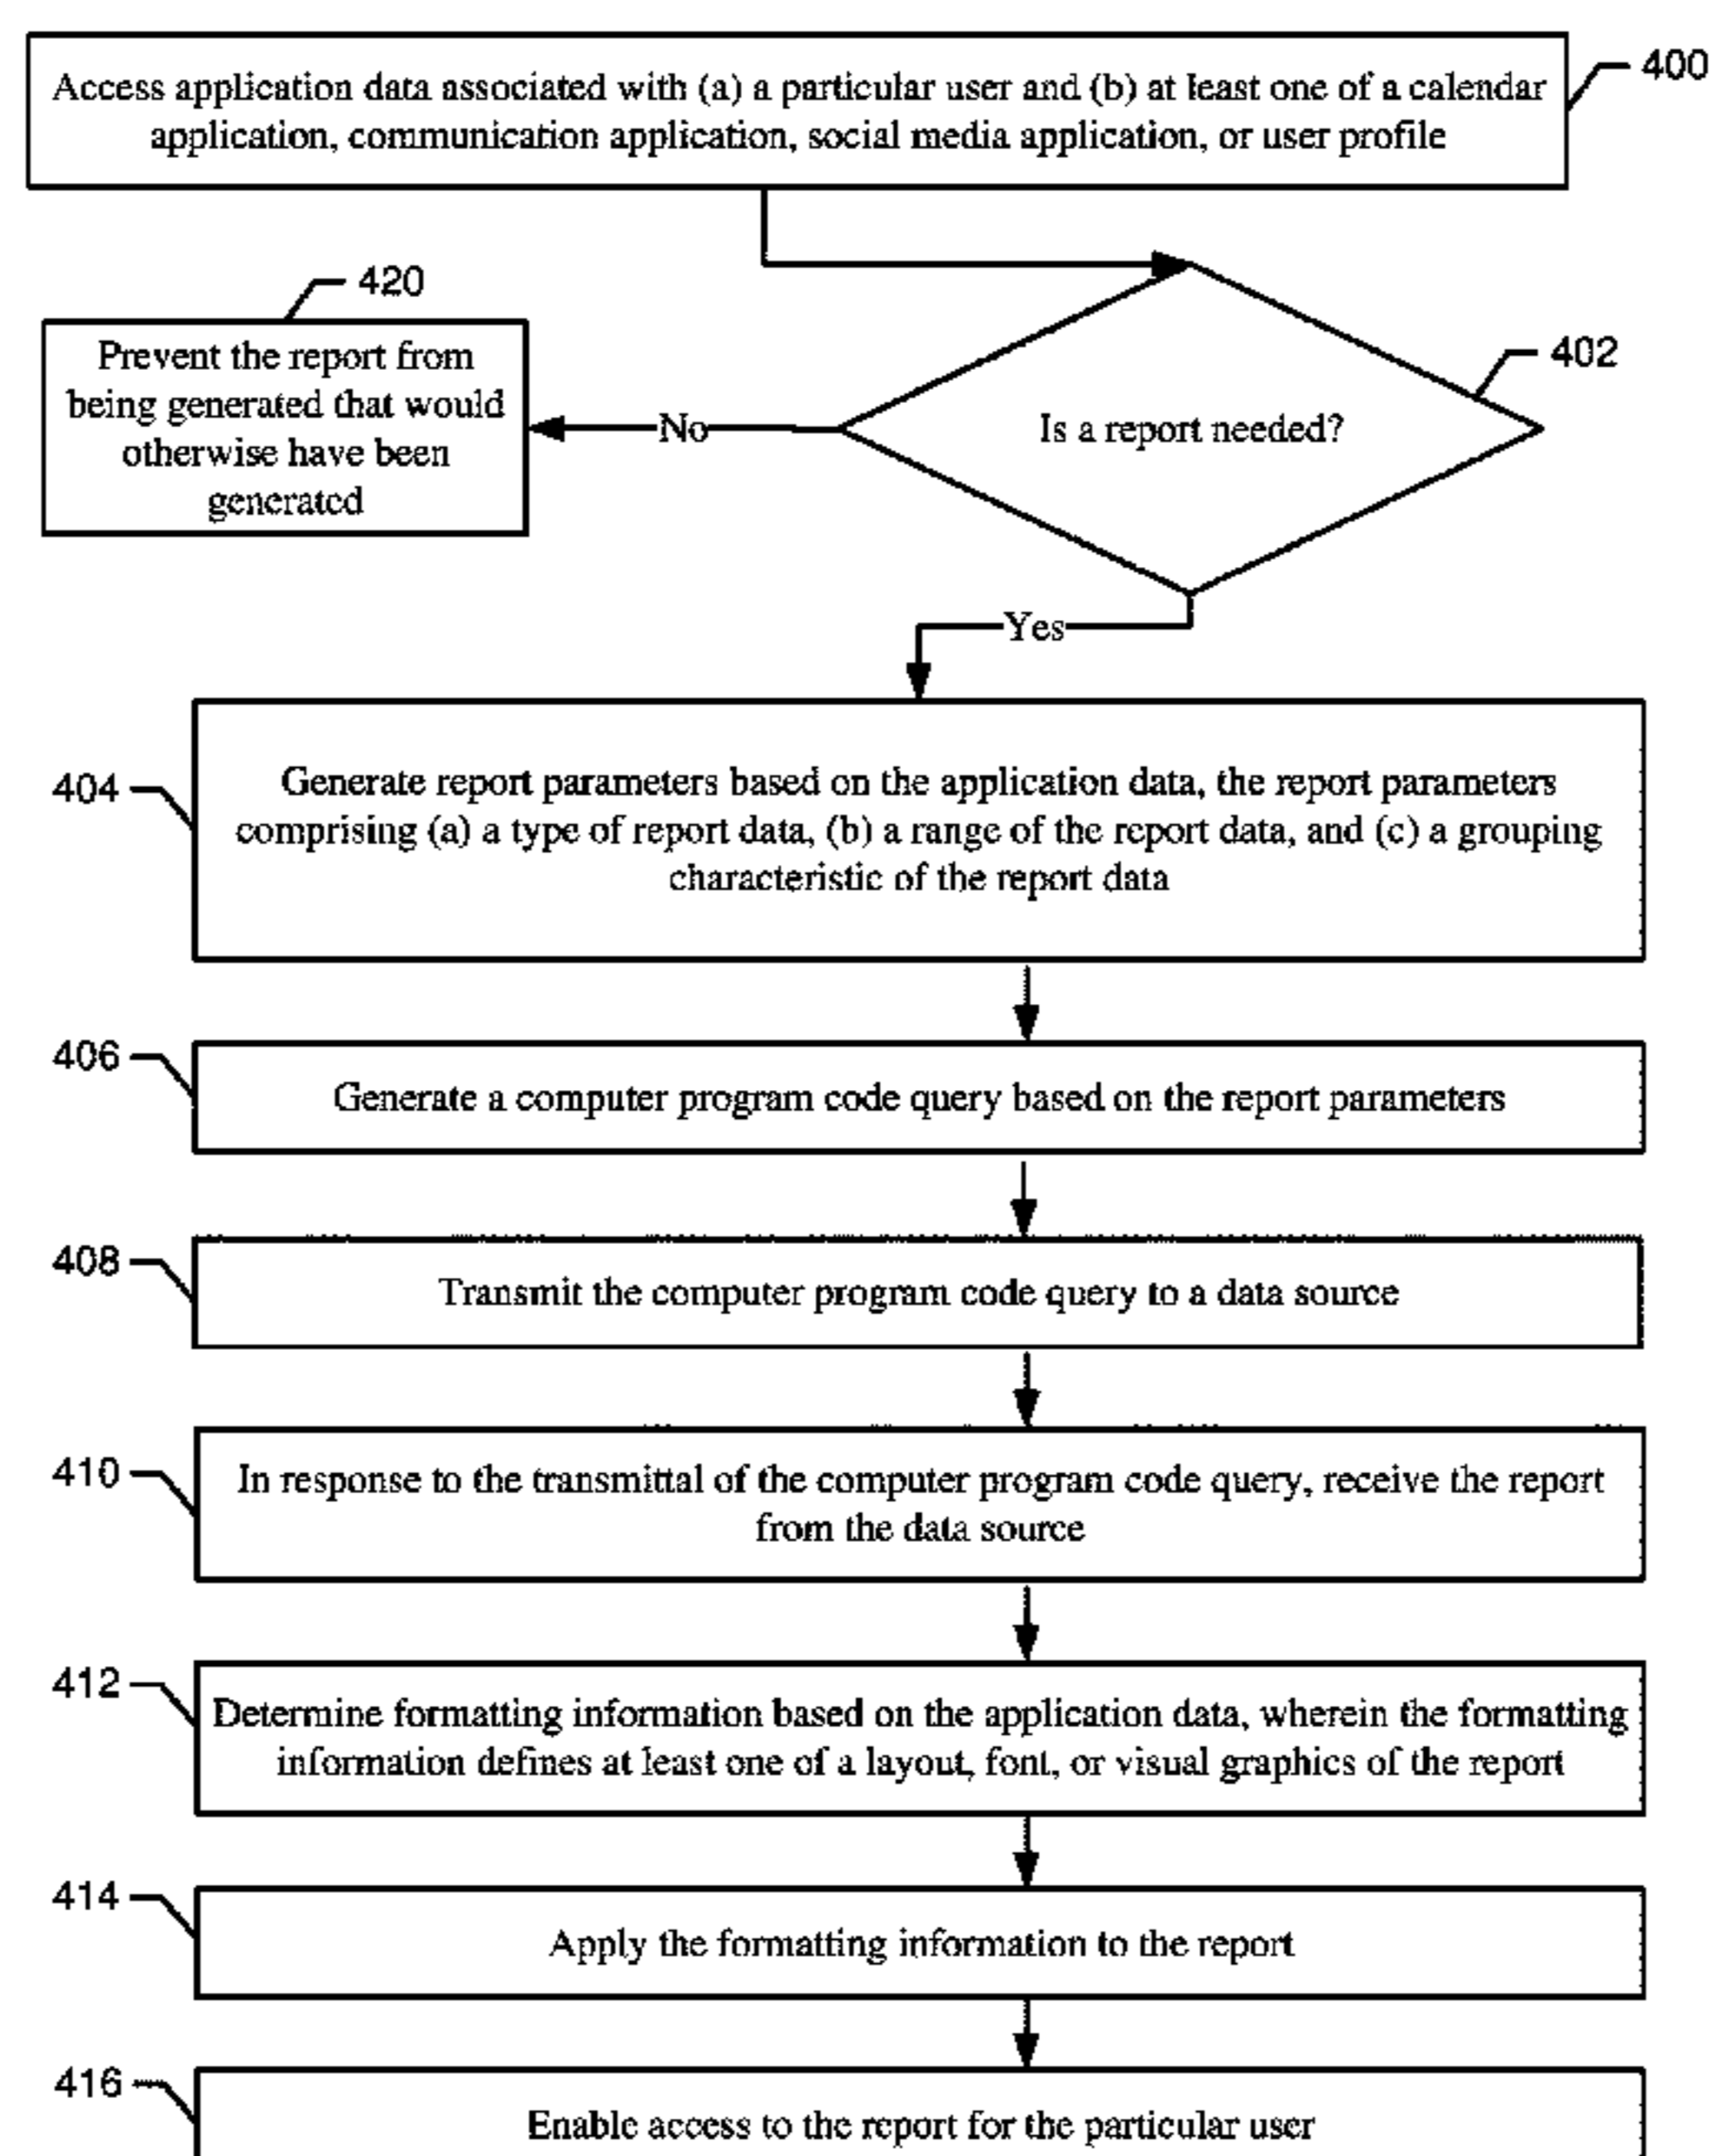 400
Access application data associated with (a) a particular user and (b) at least one of a calendar
application, communication application, social media application, or user profile
420
Prevent the report from
being generated that would
otherwise have been
generated
No
402
Is a report needed?
Yes
404
Generate report parameters based on the application data, the report parameters
comprising (a) a type of report data, (b) a range of the report data, and (c) a grouping
characteristic of the report data
406
Generate a computer program code query based on the report parameters
408
Transmit the computer program code query to a data source
410
In response to the transmittal of the computer program code query, receive the report
from the data source
412
Determine formatting information based on the application data, wherein the formatting
information defines at least one of a layout, font, or visual graphics of the report
414
Apply the formatting information to the report
416
Enable access to the report for the particular user